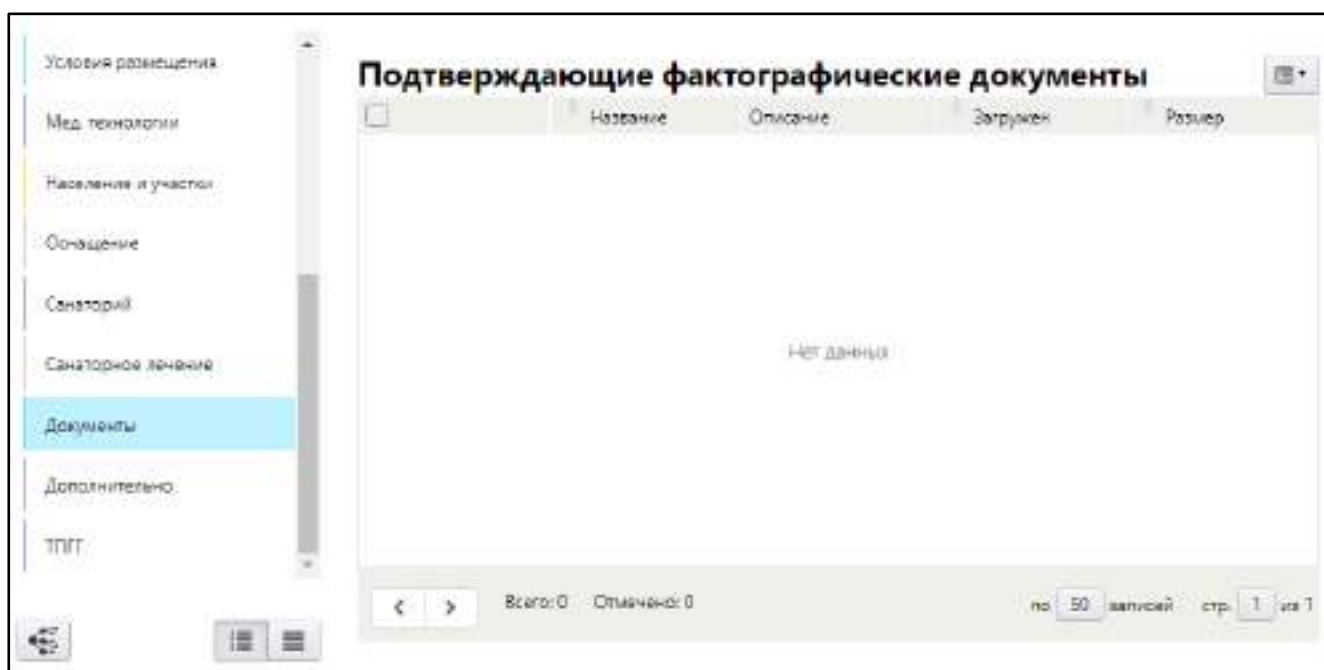 Условия размещения
Мед. технологии
Население и участки
Оснащение
Санаторий
Санаторное лечение
Документы
Дополнительно
ТПГГ
Подтверждающие фактографические документы
Название Описание Загружен Размер
Нет данных
Всего: 0 Отмечено: 0 по 50 записей стр. 1 из 1